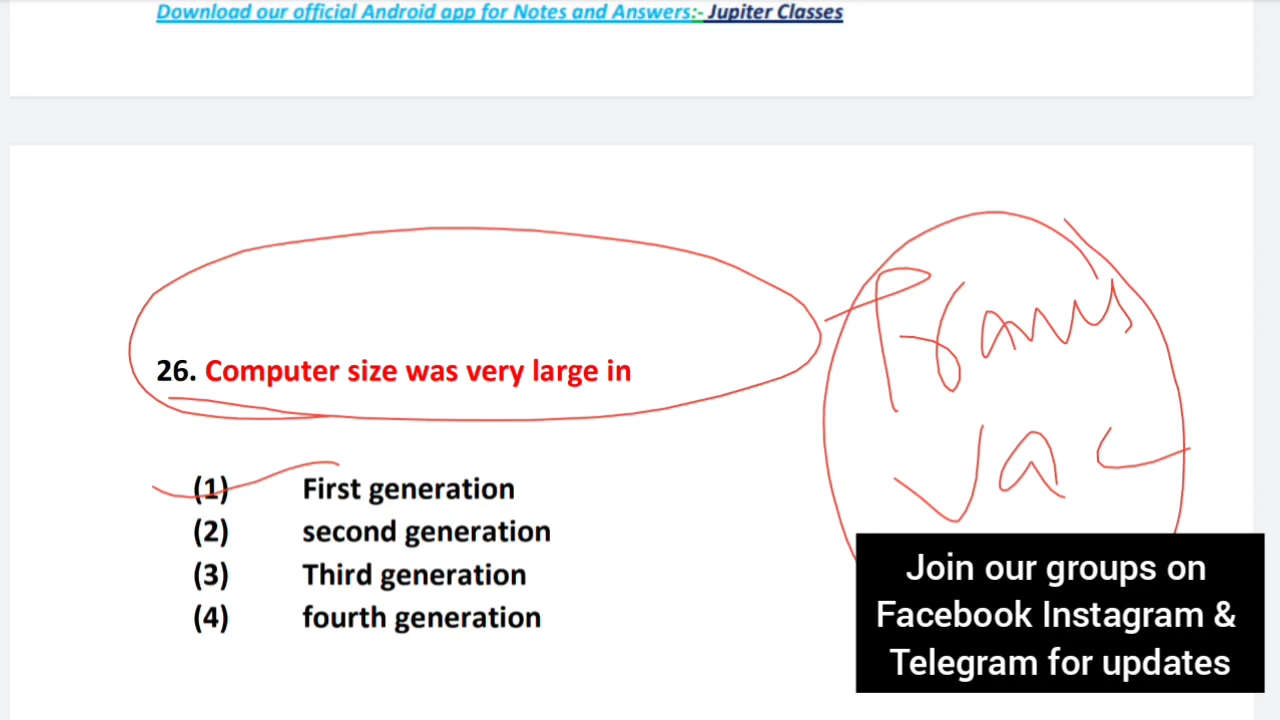 Download our official Android app for Notes and Answers:- Jupiter Classes
26. Computer size was very large in
(1) First generation
(2) second generation
(3) Third generation
(4) fourth generation
Vac
Join our groups on
Facebook Instagram &
Telegram for updates